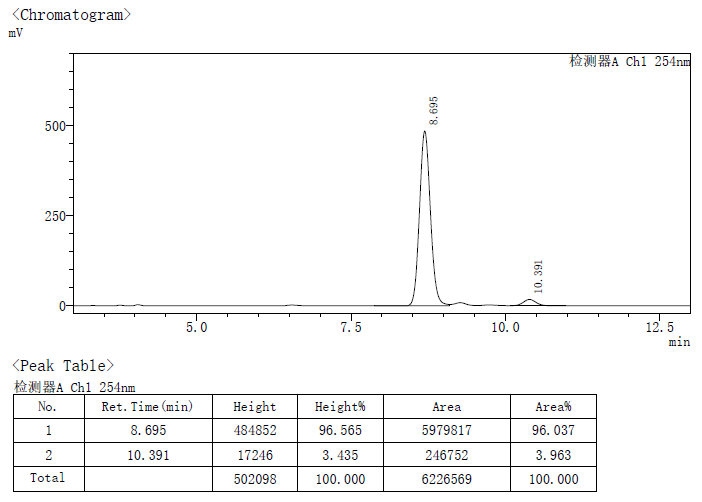 <Chromatogram>
mV
检测器A Ch1 254nm
8.695
10.391
500
250
0
5.0 7.5 10.0 12.5
min
<Peak Table>
检测器A Ch1 254nm
No. Ret.Time(min) Height Height% Area Area%
1 8.695 484852 96.565 5979817 96.037
2 10.391 17246 3.435 246752 3.963
Total 502098 100.000 6226569 100.000